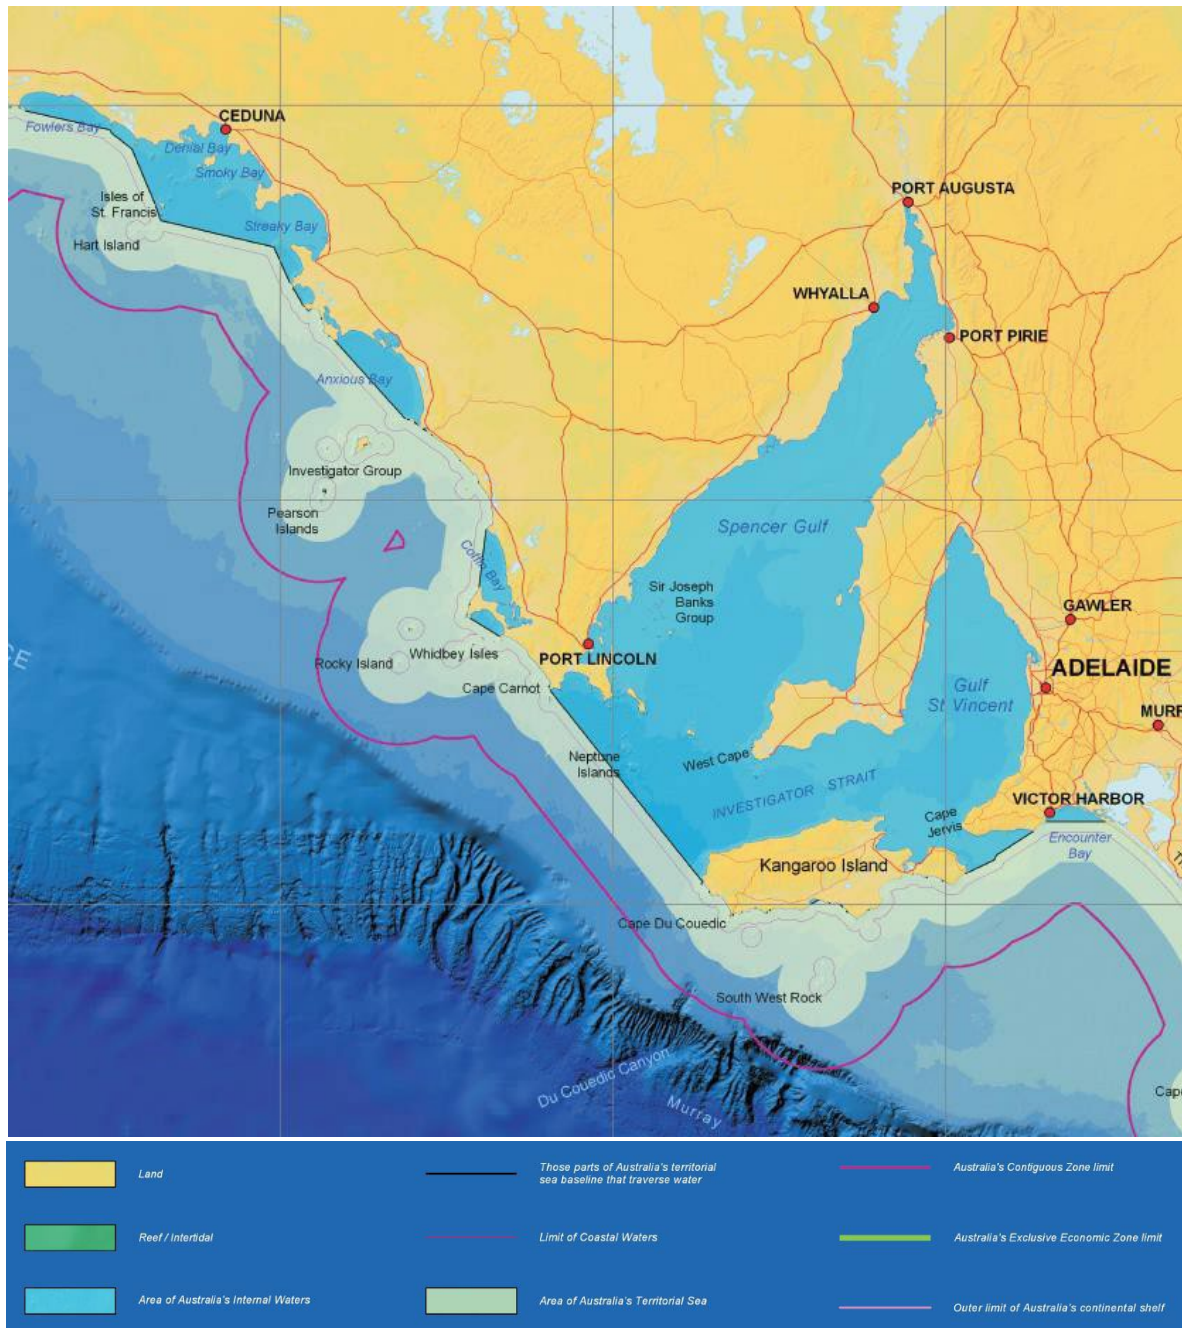 CEDUNA
Fowlers Bay
Denial Bay
Smoky Bay
PORT AUGUSTA
Isles of
St. Francis
Streaky Bay
Hart Island
WHYALLA
PORT PIRIE
Anxious Bay
Investigator Group
Pearson
Islands
Spencer Gulf
Coffin Bay
Sir Joseph
Banks
Group
GAWLER
Whidbey Isles
PORT LINCOLN
Rocky Island
ADELAIDE
Cape Carnot
Gulf
St Vincent
MURR
Neptune
Islands
West Cape
INVESTIGATOR STRAIT
VICTOR HARBOR
Cape
Jervis
Encounter
Bay
Kangaroo Island
Cape Du Couedic
South West Rock
Du Couedic Canyon
Murray
Cape
Land
Those parts of Australia's territorial
sea baseline that traverse water
Australia's Contiguous Zone limit
Reef / Intertidal
Limit of Coastal Waters
Australia's Exclusive Economic Zone limit
Area of Australia's Internal Waters
Area of Australia's Territorial Sea
Outer limit of Australia's continental shelf